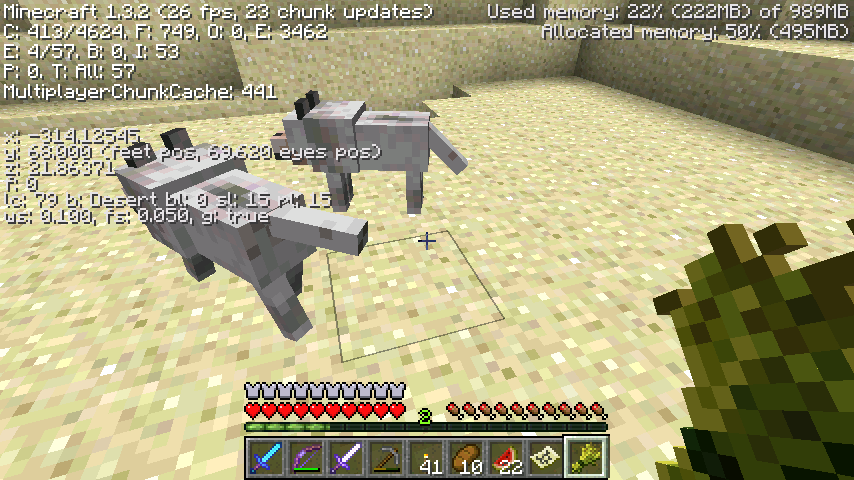 Minecraft 1.3.2 (26 fps, 23 chunk updates)
Used memory: 22% (222MB) of 989MB
C: 413/4624, F: 749, O: 0, E: 3462
Allocated memory: 50% (495MB)
E: 4/57, B: 0, I: 53
P: 0, T: All: 57
MultiplayerChunkCache: 441
x: -314.12545
y: 68.000 (feet pos, 69.620 eyes pos)
z: 21.86371
f: 0
lc: 79 b: Desert bl: 0 sl: 15 rl: 15
ws: 0.100, fs: 0.050, g: true
8
41
10
22